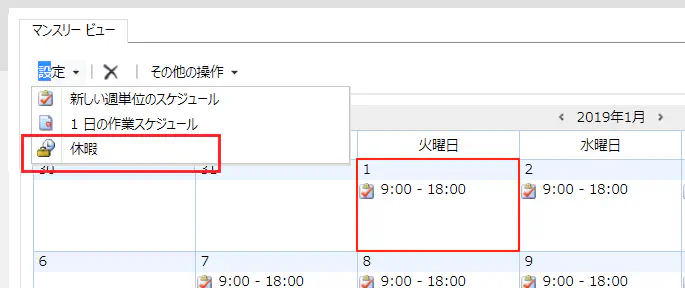 マンスリー ビュー
設定 その他の操作
新しい週単位のスケジュール
1 日の作業スケジュール
休暇
2019年1月
火曜日 水曜日
30 31 1 2
9:00 - 18:00 9:00 - 18:00
6 7 8 9
9:00 - 18:00 9:00 - 18:00 9:00 - 18:00